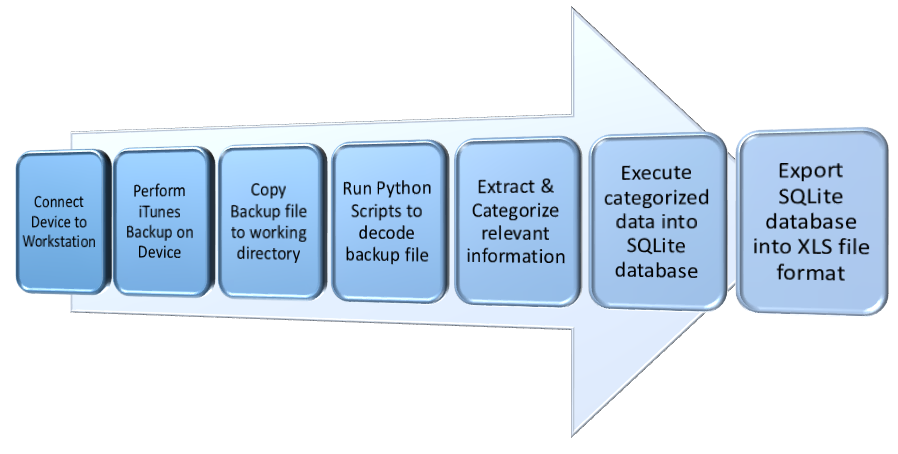 Connect
Device to
Workstation
Perform
iTunes
Backup on
Device
Copy
Backup file
to working
directory
Run Python
Scripts to
decode
backup file
Extract &
Categorize
relevant
information
Execute
categorized
data into
SQLite
database
Export
SQLite
database
into XLS file
format